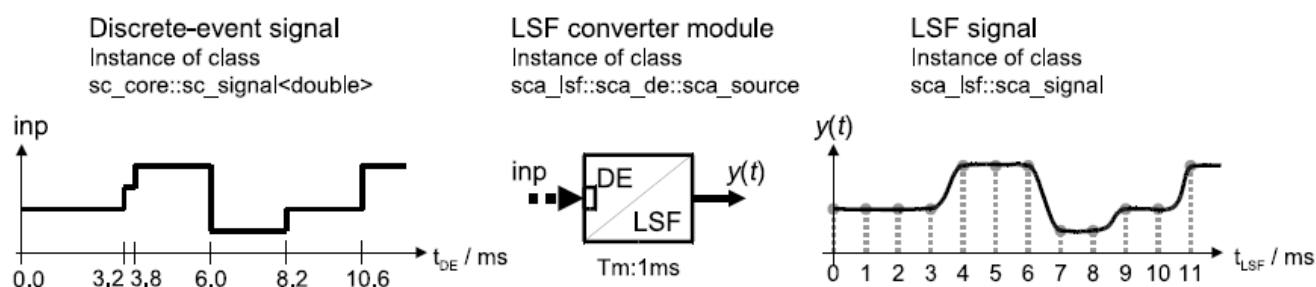 Discrete-event signal
Instance of class
sc_core::sc_signal<double>
LSF converter module
Instance of class
sca_lsf::sca_de::sca_source
LSF signal
Instance of class
sca_lsf::sca_signal
inp
0.0 3.2 3.8 6.0 8.2 10.6
t_DE / ms
inp
DE
LSF
y(t)
Tm:1ms
y(t)
0 1 2 3 4 5 6 7 8 9 10 11
t_LSF / ms